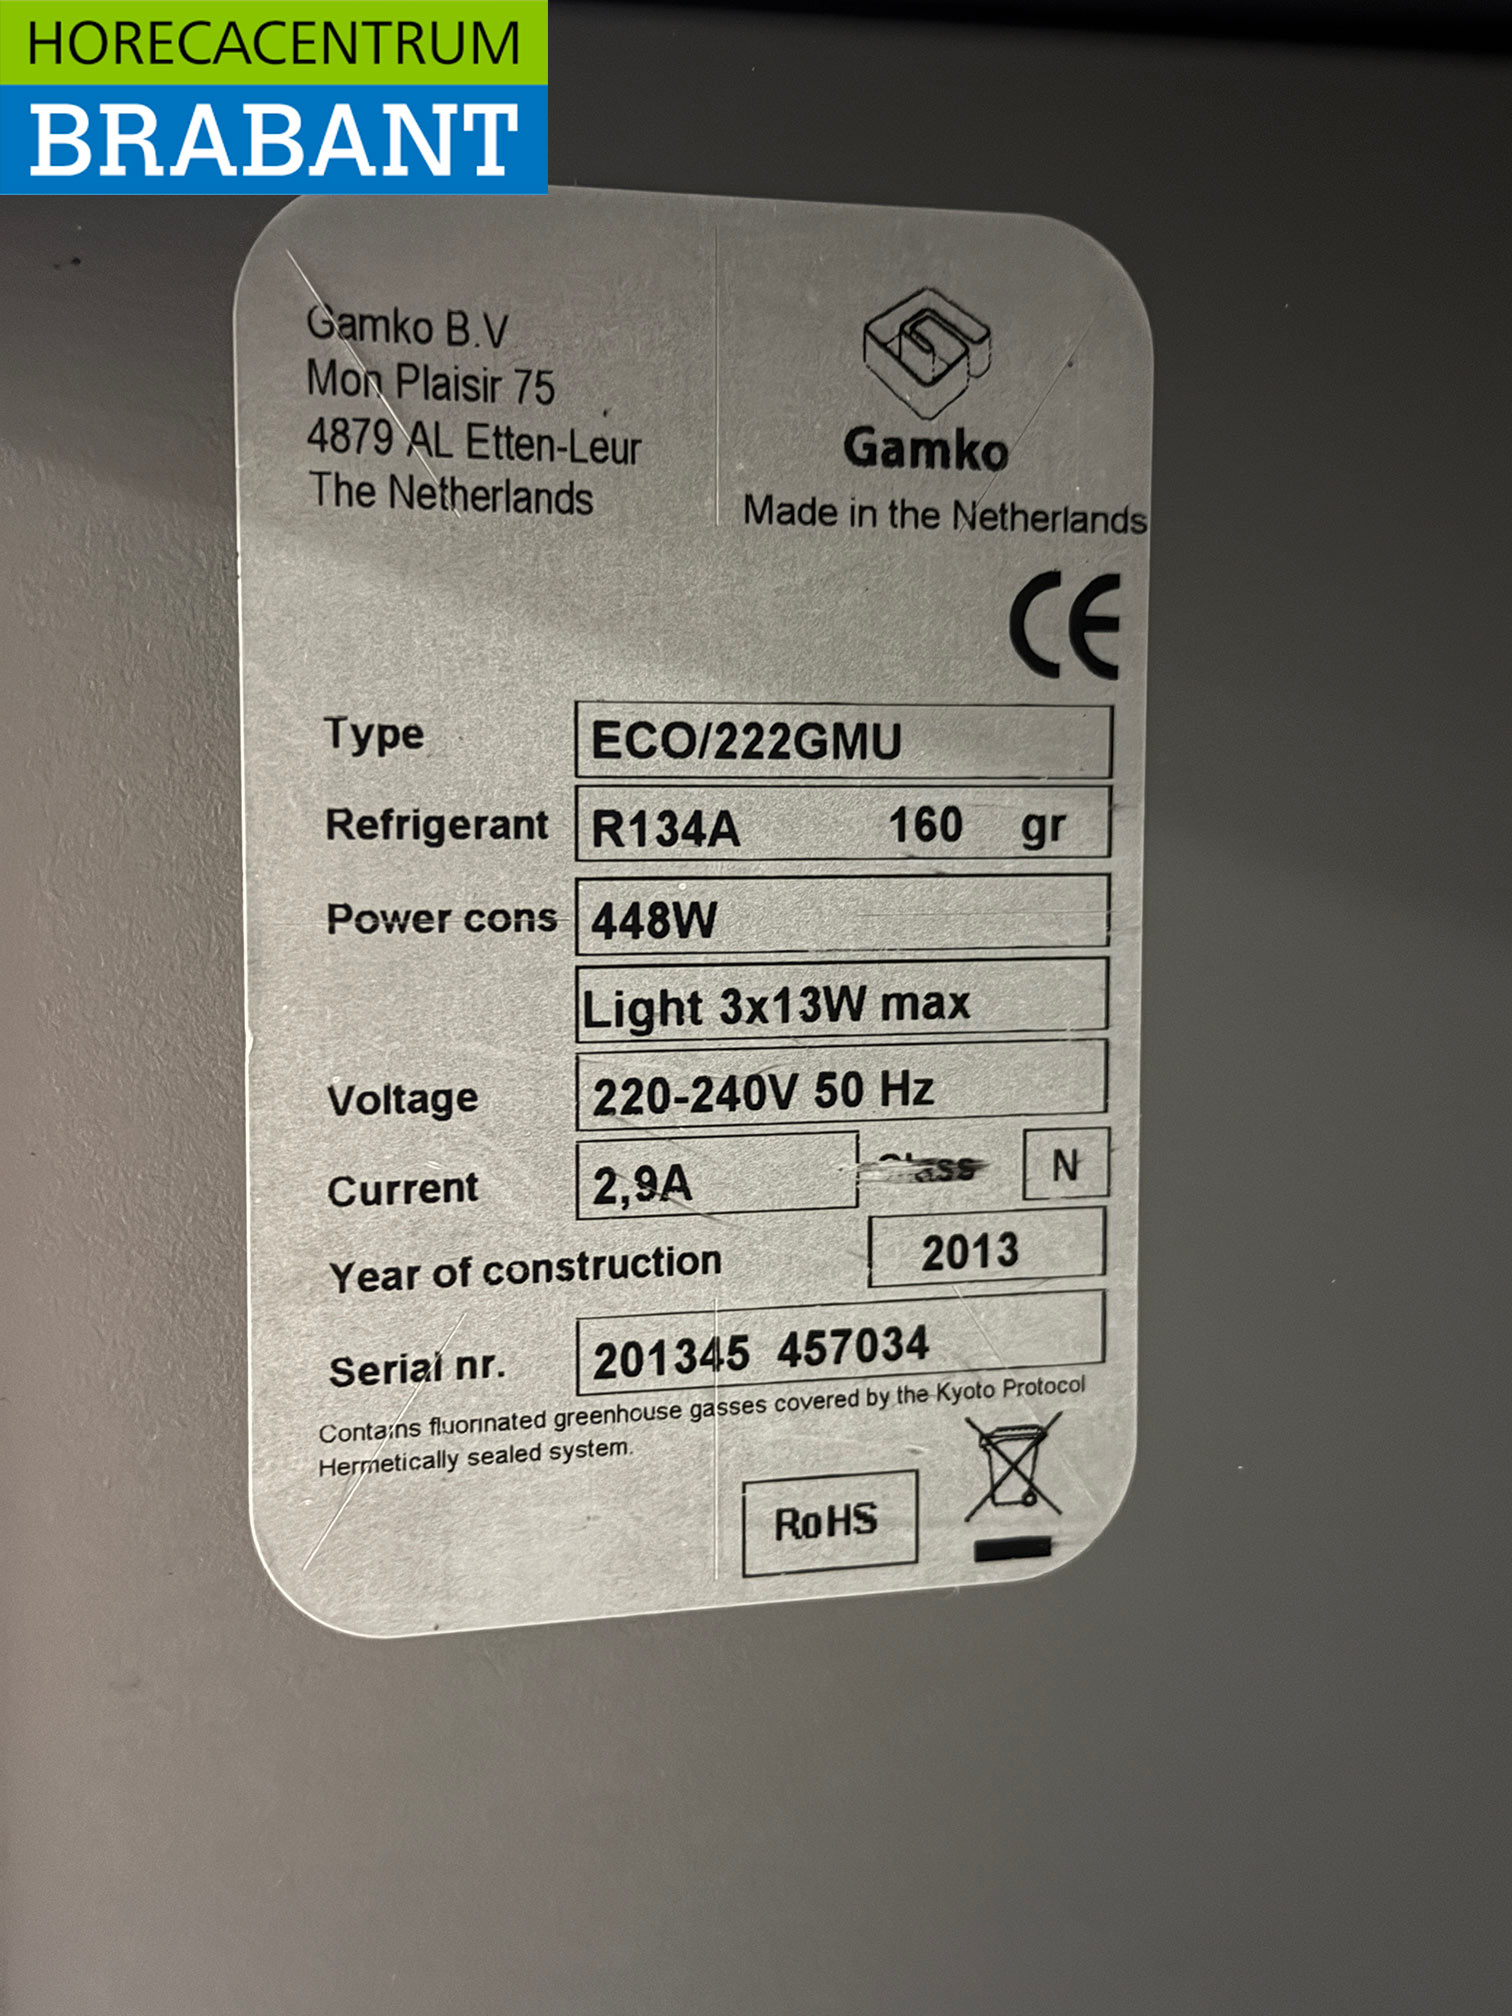 HORECACENTRUM
BRABANT
Gamko B.V
Mon Plaisir 75
4879 AL Etten-Leur
The Netherlands
Gamko
Made in the Netherlands
CE
Type ECO/222GMU
Refrigerant R134A 160 gr
Power cons 448W
Light 3x13W max
Voltage 220-240V 50 Hz
Current 2,9A Class N
Year of construction 2013
Serial nr. 201345 457034
Contains fluorinated greenhouse gasses covered by the Kyoto Protocol
Hermetically sealed system.
RoHS